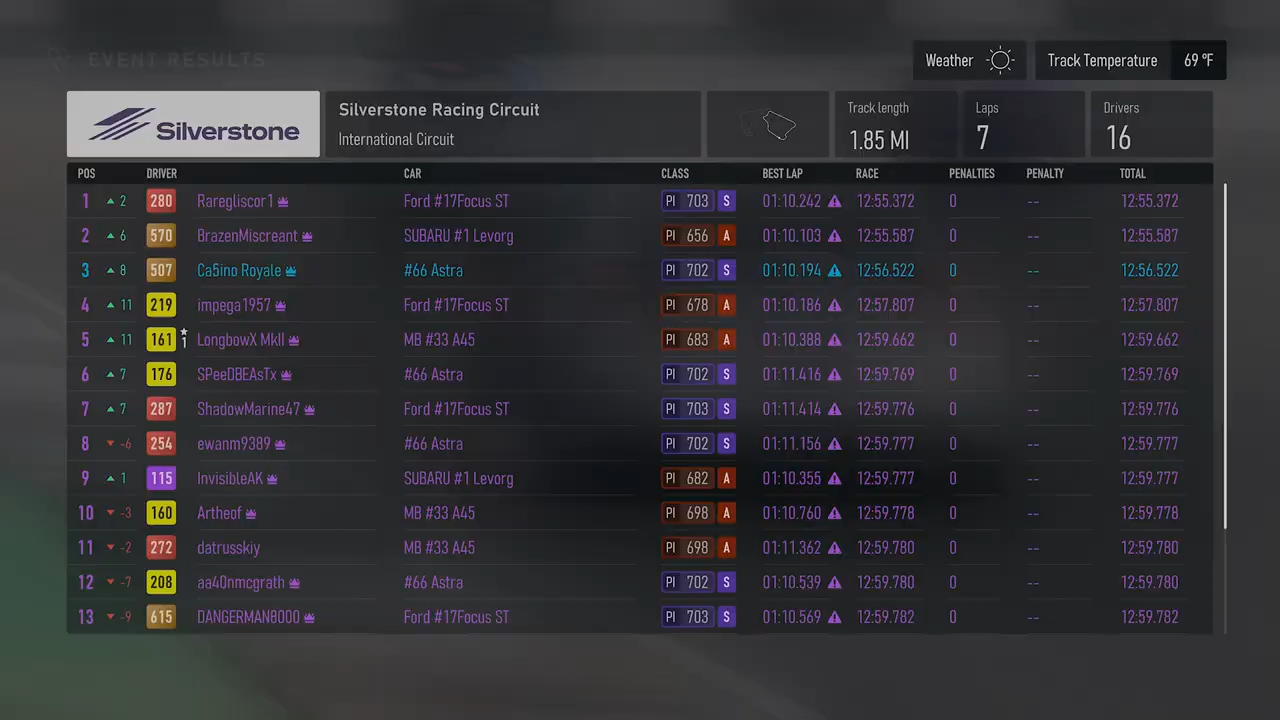 EVENT RESULTS
Weather Track Temperature 69 °F
Silverstone
Silverstone Racing Circuit
International Circuit
Track length
1.85 MI
Laps
7
Drivers
16
POS DRIVER CAR CLASS BEST LAP RACE PENALTIES PENALTY TOTAL
1 2 280 Raregliscor1 Ford #17Focus ST PI 703 S 01:10.242 12:55.372 0 -- 12:55.372
2 6 570 BrazenMiscreant SUBARU #1 Levorg PI 656 A 01:10.103 12:55.587 0 -- 12:55.587
3 8 507 Ca5ino Royale #66 Astra PI 702 S 01:10.194 12:56.522 0 -- 12:56.522
4 11 219 impega1957 Ford #17Focus ST PI 678 A 01:10.186 12:57.807 0 -- 12:57.807
5 11 161 1 LongbowX MkII MB #33 A45 PI 683 A 01:10.388 12:59.662 0 -- 12:59.662
6 7 176 SPeeDBEAsTx #66 Astra PI 702 S 01:11.416 12:59.769 0 -- 12:59.769
7 7 287 ShadowMarine47 Ford #17Focus ST PI 703 S 01:11.414 12:59.776 0 -- 12:59.776
8 -6 254 ewanm9389 #66 Astra PI 702 S 01:11.156 12:59.777 0 -- 12:59.777
9 1 115 InvisibleAK SUBARU #1 Levorg PI 682 A 01:10.355 12:59.777 0 -- 12:59.777
10 -3 160 Artheof MB #33 A45 PI 698 A 01:10.760 12:59.778 0 -- 12:59.778
11 -2 272 datrusskiy MB #33 A45 PI 698 A 01:11.362 12:59.780 0 -- 12:59.780
12 -7 208 aa40nmcgrath #66 Astra PI 702 S 01:10.539 12:59.780 0 -- 12:59.780
13 -9 615 DANGERMAN8000 Ford #17Focus ST PI 703 S 01:10.569 12:59.782 0 -- 12:59.782